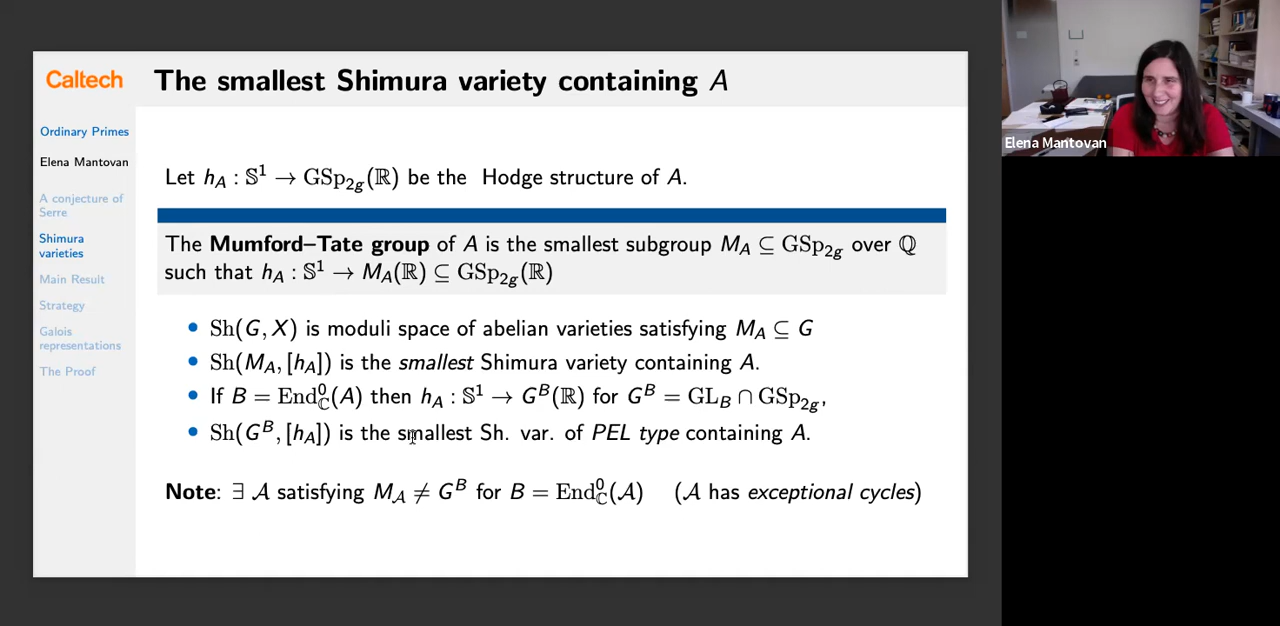 Caltech
The smallest Shimura variety containing A
Ordinary Primes
Elena Mantovan
A conjecture of
Serre
Shimura
varieties
Main Result
Strategy
Galois
representations
The Proof
Let h_A : 𝕊¹ → GSp_{2g}(ℝ) be the Hodge structure of A.
The Mumford–Tate group of A is the smallest subgroup M_A ⊆ GSp_{2g} over ℚ
such that h_A : 𝕊¹ → M_A(ℝ) ⊆ GSp_{2g}(ℝ)
• Sh(G, X) is moduli space of abelian varieties satisfying M_A ⊆ G
• Sh(M_A, [h_A]) is the smallest Shimura variety containing A.
• If B = End⁰_ℂ(A) then h_A : 𝕊¹ → G^B(ℝ) for G^B = GL_B ∩ GSp_{2g},
• Sh(G^B, [h_A]) is the smallest Sh. var. of PEL type containing A.
Note: ∃ 𝒜 satisfying M_𝒜 ≠ G^B for B = End⁰_ℂ(𝒜) (𝒜 has exceptional cycles)
Elena Mantovan